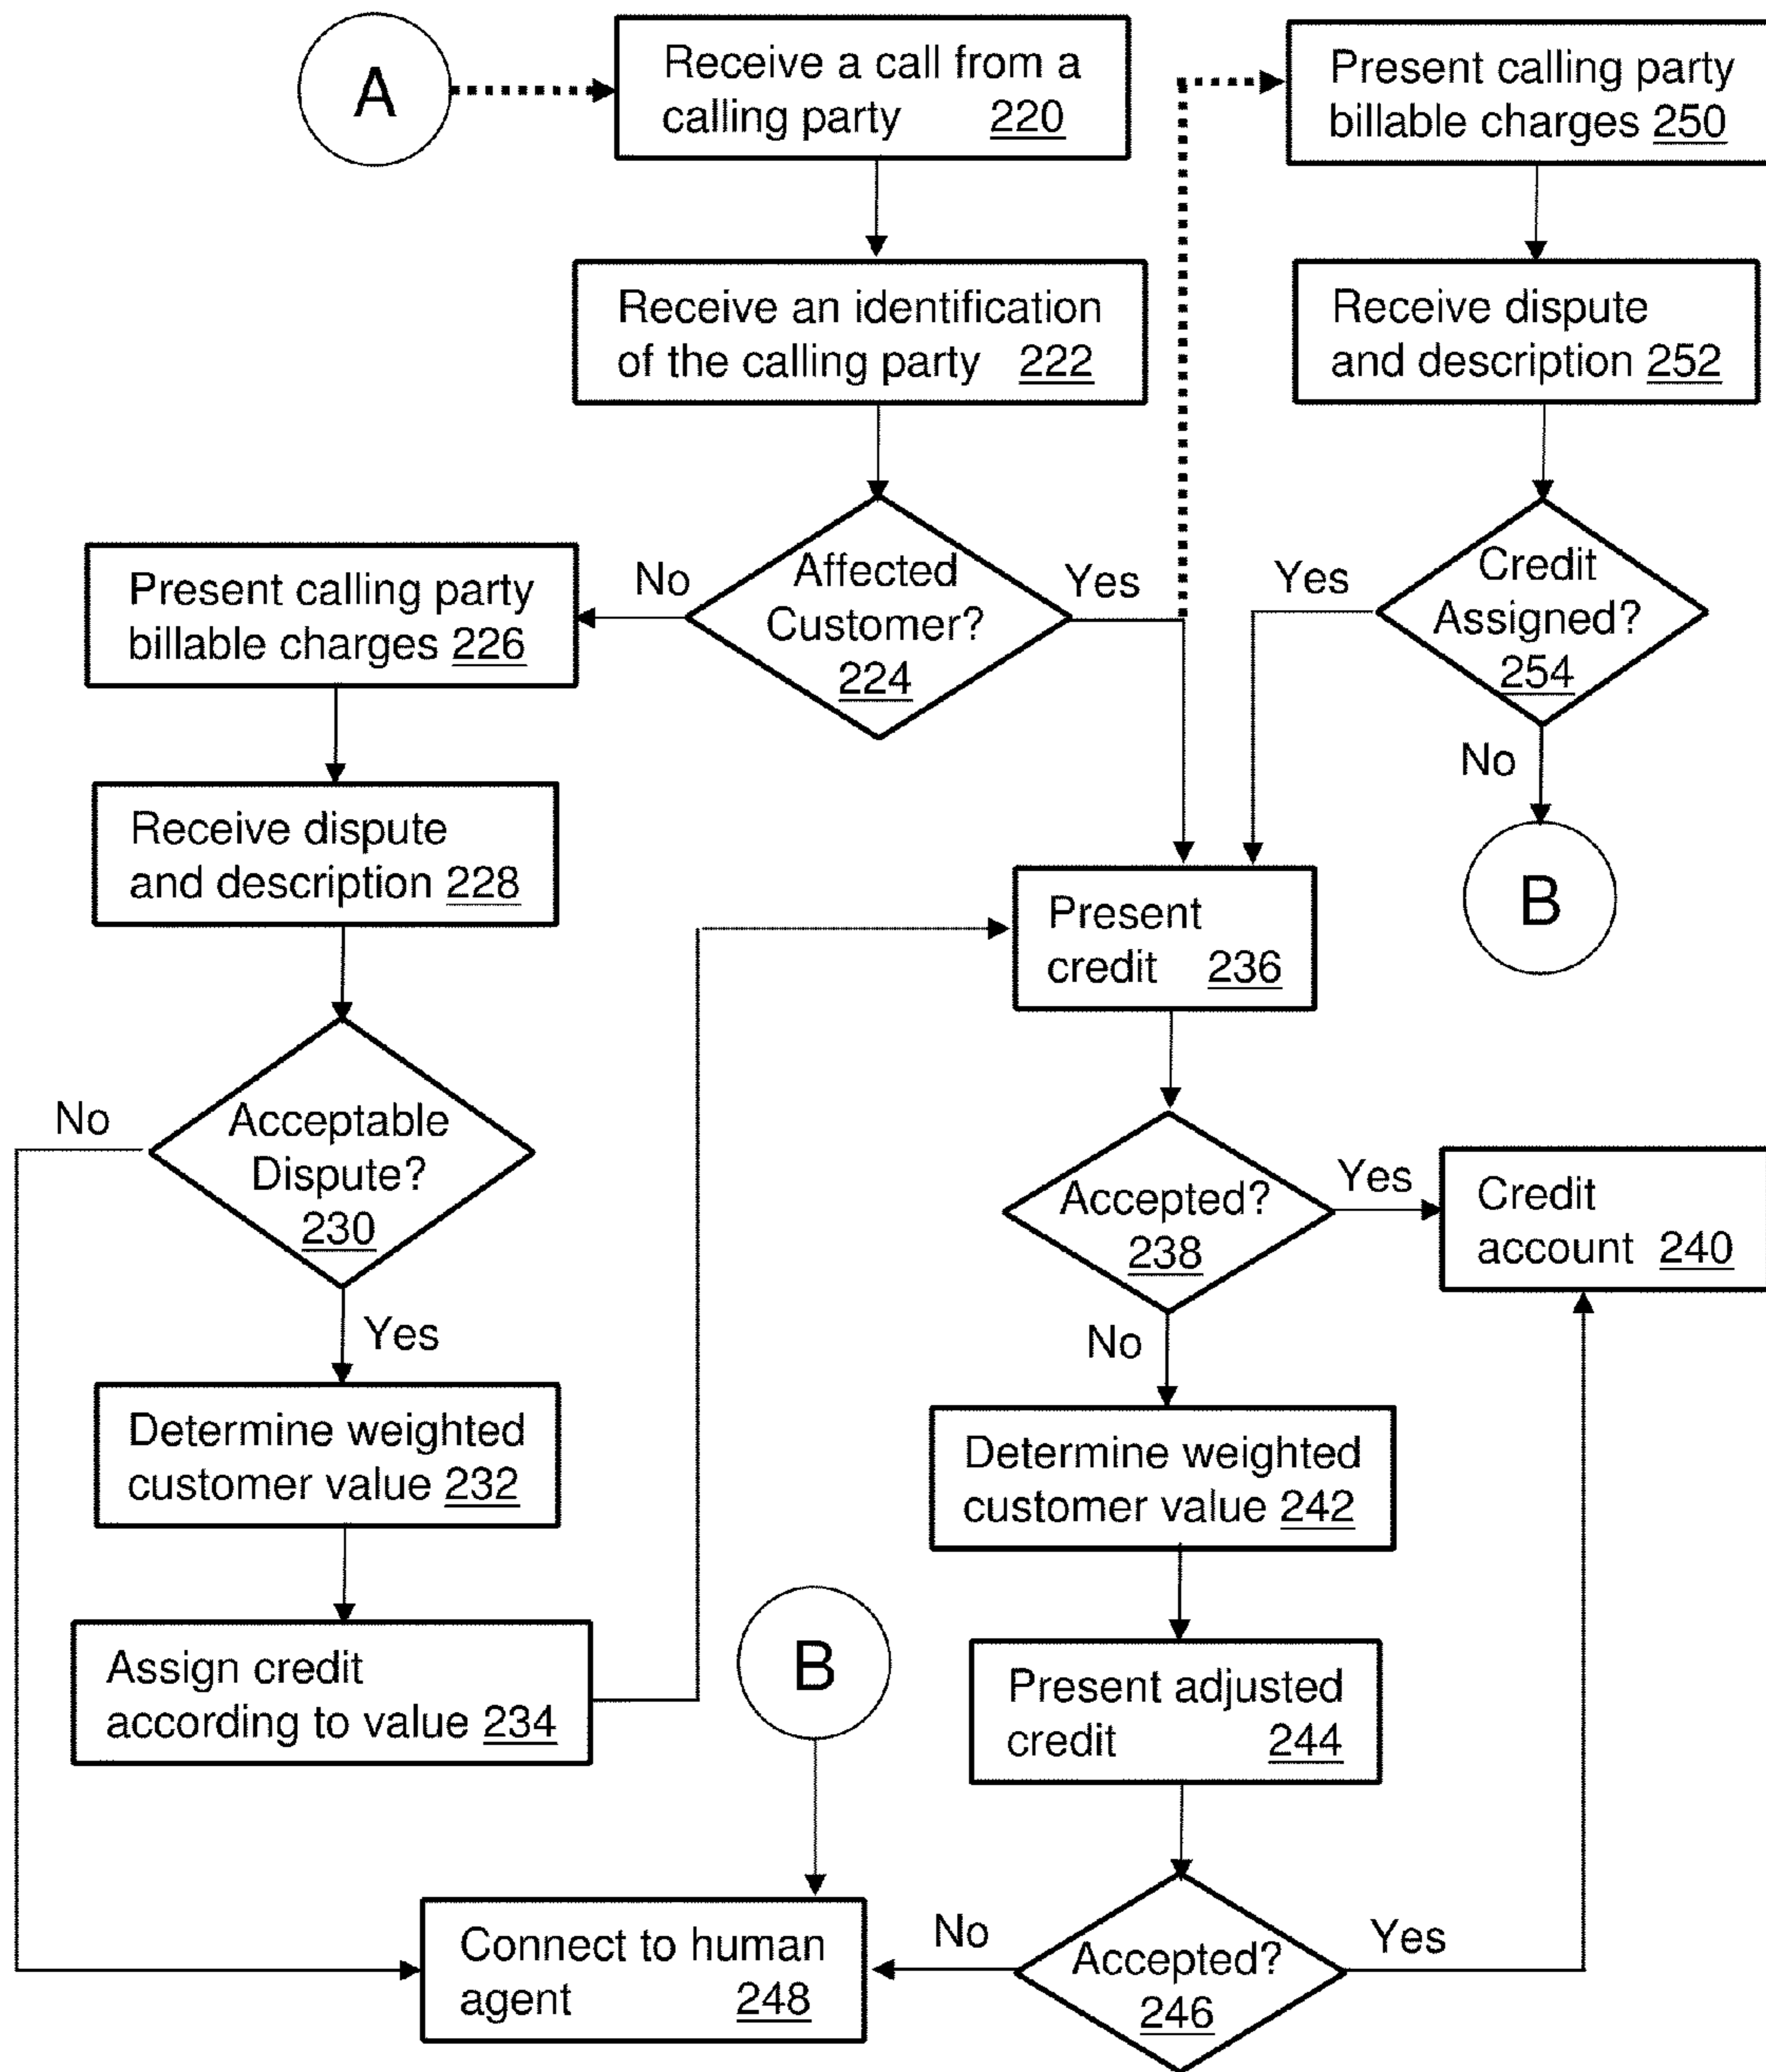 A
Receive a call from a
calling party 220
Present calling party
billable charges 250
Receive an identification
of the calling party 222
Receive dispute
and description 252
Present calling party
billable charges 226
No
Affected
Customer?
224
Yes
Yes
Credit
Assigned?
254
No
B
Receive dispute
and description 228
Present
credit 236
No
Acceptable
Dispute?
230
Yes
Accepted?
238
Yes
Credit
account 240
No
Determine weighted
customer value 232
Determine weighted
customer value 242
Assign credit
according to value 234
B
Present adjusted
credit 244
Connect to human
agent 248
No
Accepted?
246
Yes